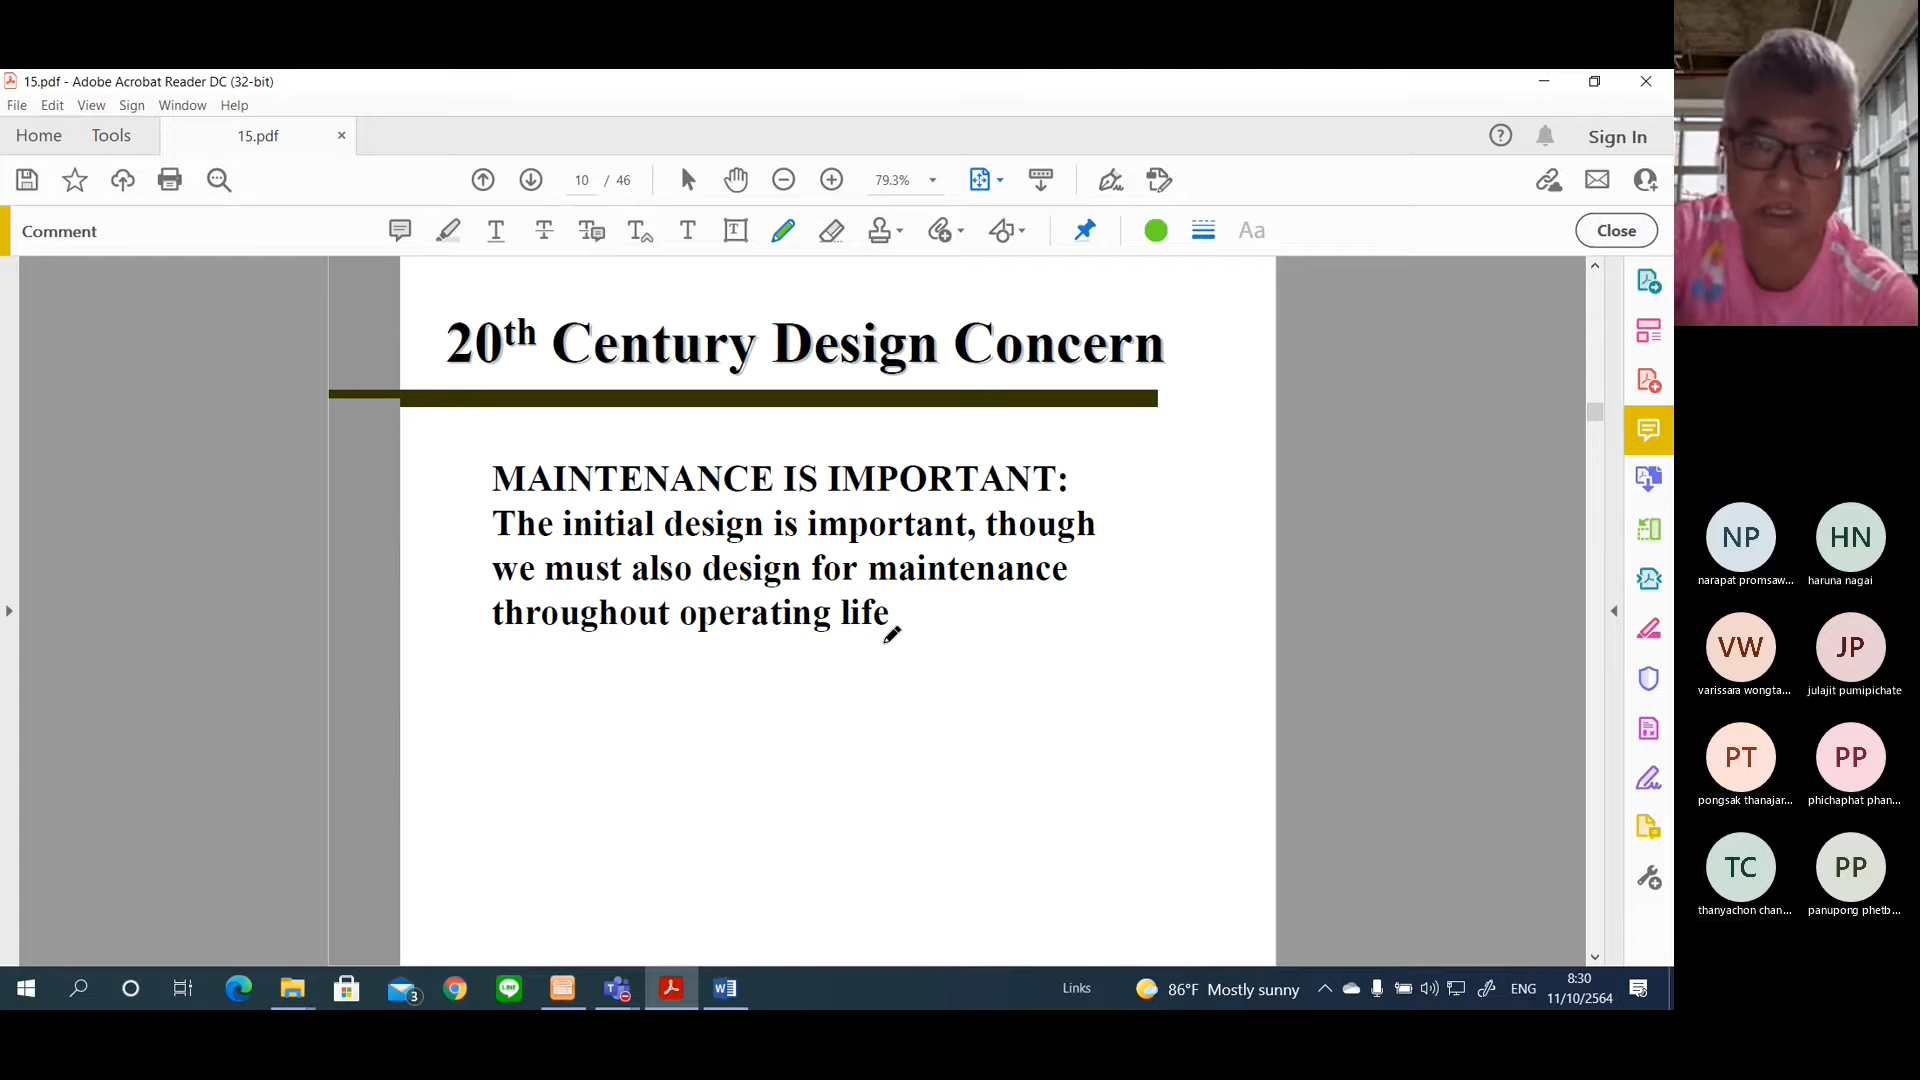 15.pdf - Adobe Acrobat Reader DC (32-bit)
File Edit View Sign Window Help
Home Tools 15.pdf Sign In
10 / 46 79.3%
Comment Aa Close
20th Century Design Concern
MAINTENANCE IS IMPORTANT:
The initial design is important, though
we must also design for maintenance
throughout operating life
NP HN
narapat promsaw... haruna nagai
VW JP
varissara wongta... julajit pumipichate
PT PP
pongsak thanajar... phichaphat phan...
TC PP
thanyachon chan... panupong phetb...
3 LINE Links 86°F Mostly sunny ENG 8:30
11/10/2564